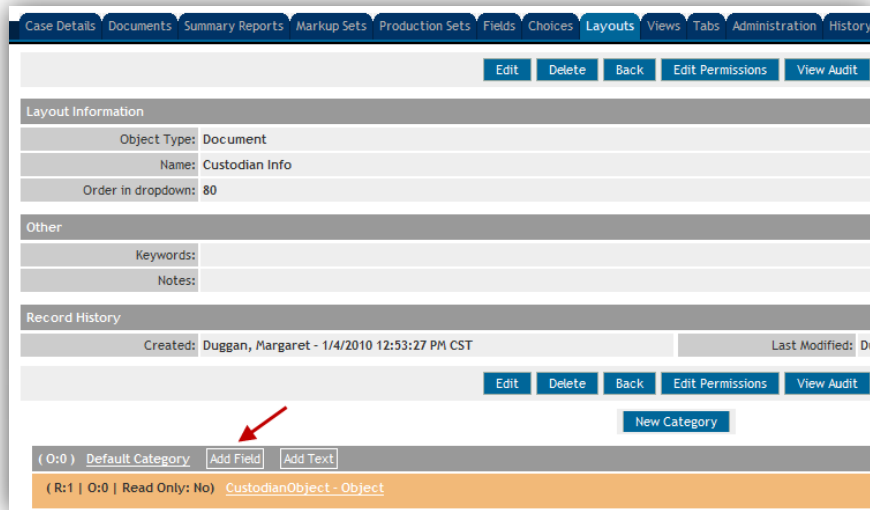 Case Details Documents Summary Reports Markup Sets Production Sets Fields Choices Layouts Views Tabs Administration History
Edit Delete Back Edit Permissions View Audit
Layout Information
Object Type: Document
Name: Custodian Info
Order in dropdown: 80
Other
Keywords:
Notes:
Record History
Created: Duggan, Margaret - 1/4/2010 12:53:27 PM CST Last Modified:
Edit Delete Back Edit Permissions View Audit
New Category
( O:0 ) Default Category Add Field Add Text
( R:1 | O:0 | Read Only: No) CustodianObject - Object